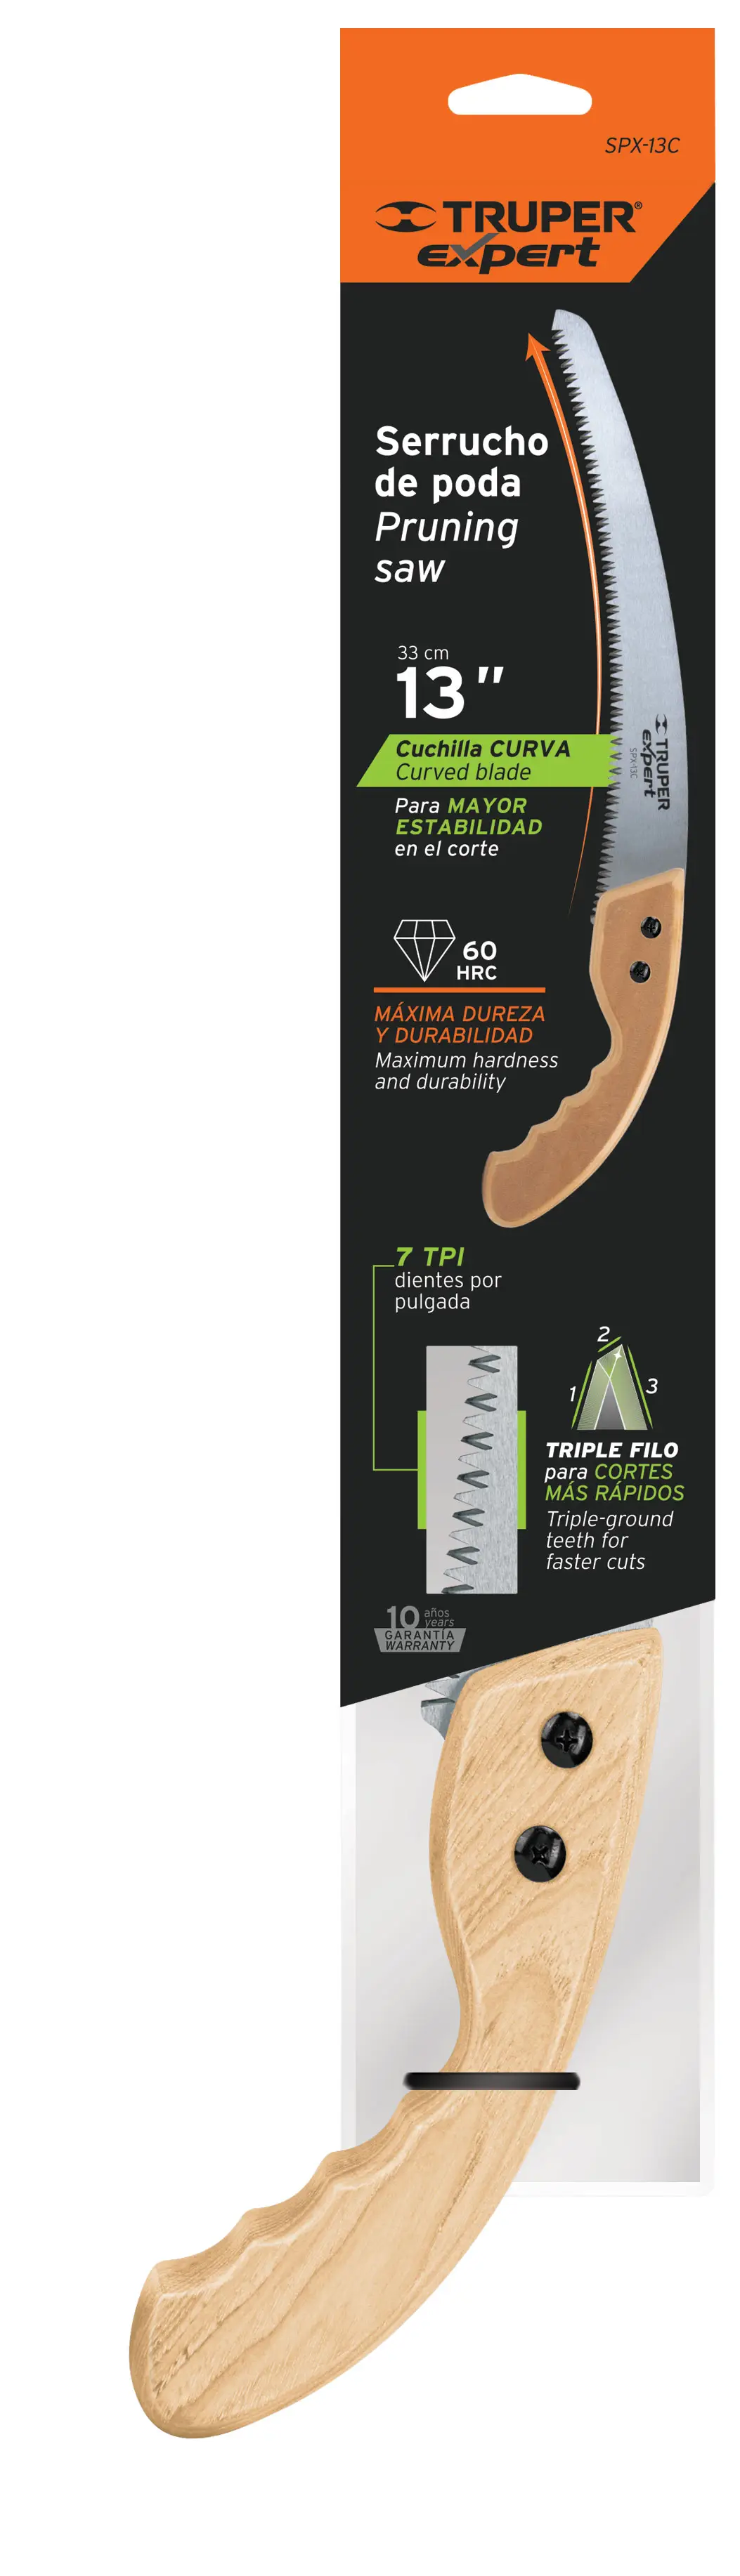 SPX-13C
TRUPER®
expert
Serrucho
de poda
Pruning
saw
33 cm
13"
Cuchilla CURVA
Curved blade
Para MAYOR
ESTABILIDAD
en el corte
TRUPER
expert
SPX-13C
60
HRC
MÁXIMA DUREZA
Y DURABILIDAD
Maximum hardness
and durability
7 TPI
dientes por
pulgada
2
1
3
TRIPLE FILO
para CORTES
MÁS RÁPIDOS
Triple-ground
teeth for
faster cuts
10 años
years
GARANTÍA
WARRANTY